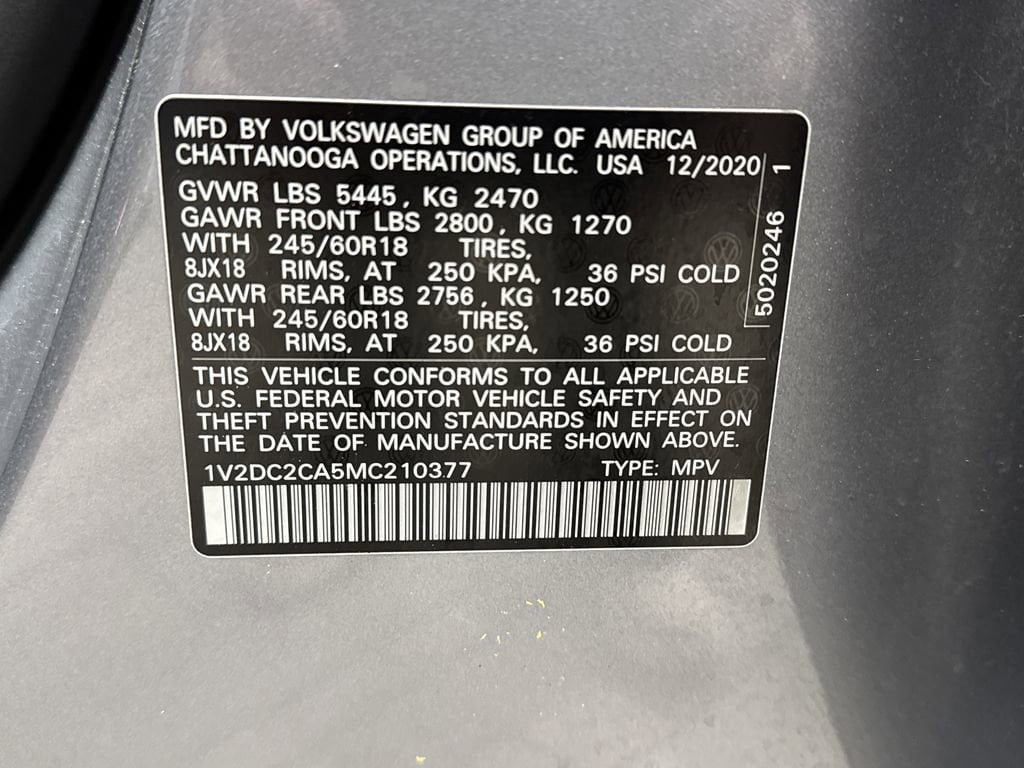 MFD BY VOLKSWAGEN GROUP OF AMERICA
CHATTANOOGA OPERATIONS, LLC. USA 12/2020
GVWR LBS 5445, KG 2470
GAWR FRONT LBS 2800, KG 1270
WITH 245/60R18 TIRES,
8JX18 RIMS, AT 250 KPA, 36 PSI COLD
GAWR REAR LBS 2756, KG 1250
WITH 245/60R18 TIRES,
8JX18 RIMS, AT 250 KPA, 36 PSI COLD
5020246 1
THIS VEHICLE CONFORMS TO ALL APPLICABLE
U.S. FEDERAL MOTOR VEHICLE SAFETY AND
THEFT PREVENTION STANDARDS IN EFFECT ON
THE DATE OF MANUFACTURE SHOWN ABOVE.
1V2DC2CA5MC210377 TYPE: MPV